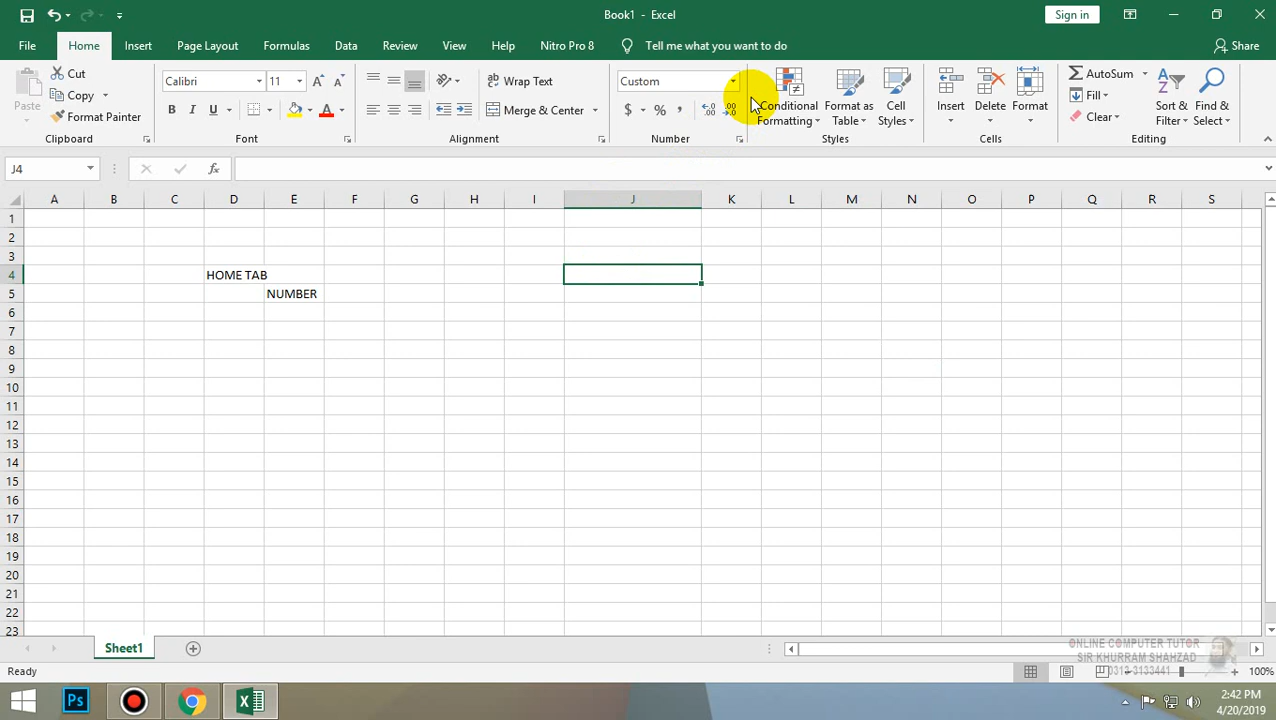 Book1 - Excel
Sign in
File Home Insert Page Layout Formulas Data Review View Help Nitro Pro 8 Tell me what you want to do Share
Paste
Cut
Copy
Format Painter
Clipboard
Calibri 11
B I U
A
Font
Wrap Text
Merge & Center
Alignment
Custom
$ % ,
Number
Conditional Formatting
Format as Table
Cell Styles
Styles
Insert
Delete
Format
Cells
AutoSum
Fill
Clear
Sort & Filter
Find & Select
Editing
J4
fx
A B C D E F G H I J K L M N O P Q R S
1
2
3
4 HOME TAB
5 NUMBER
6
7
8
9
10
11
12
13
14
15
16
17
18
19
20
21
22
23
Sheet1
ONLINE COMPUTER TUTOR
SIR KHURRAM SHAHZAD
Ready
100%
Ps
2:42 PM
4/20/2019